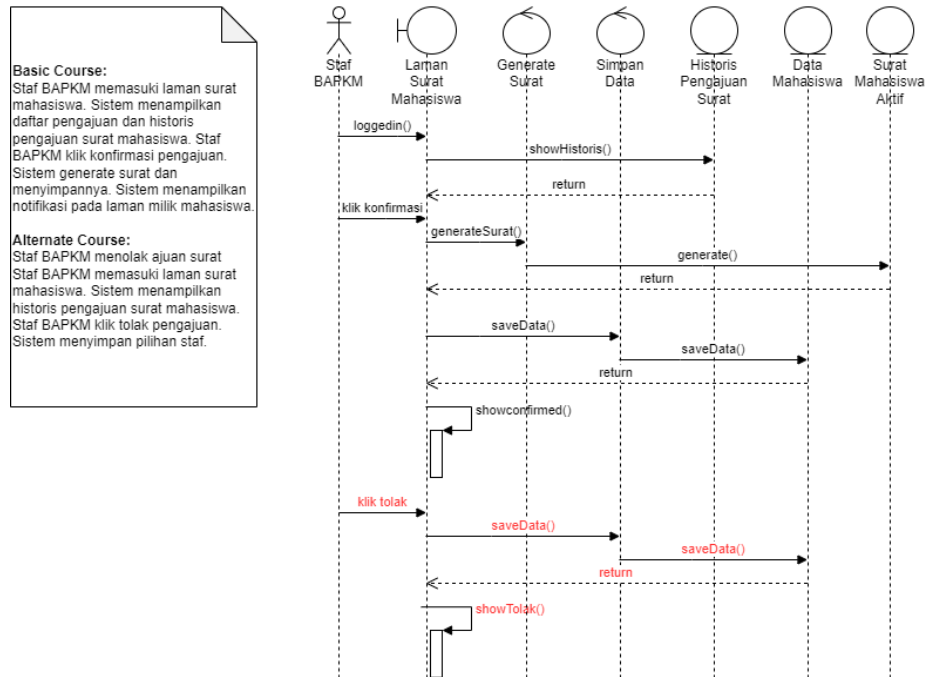 Basic Course:
Staf BAPKM memasuki laman surat
mahasiswa. Sistem menampilkan
daftar pengajuan dan historis
pengajuan surat mahasiswa. Staf
BAPKM klik konfirmasi pengajuan.
Sistem generate surat dan
menyimpannya. Sistem menampilkan
notifikasi pada laman milik mahasiswa.
Alternate Course:
Staf BAPKM menolak ajuan surat
Staf BAPKM memasuki laman surat
mahasiswa. Sistem menampilkan
historis pengajuan surat mahasiswa.
Staf BAPKM klik tolak pengajuan.
Sistem menyimpan pilihan staf.
Staf
BAPKM
Laman
Surat
Mahasiswa
Generate
Surat
Simpan
Data
Historis
Pengajuan
Surat
Data
Mahasiswa
Surat
Mahasiswa
Aktif
loggedin()
showHistoris()
return
klik konfirmasi
generateSurat()
generate()
return
saveData()
saveData()
return
showconfirmed()
klik tolak
saveData()
saveData()
return
showTolak()